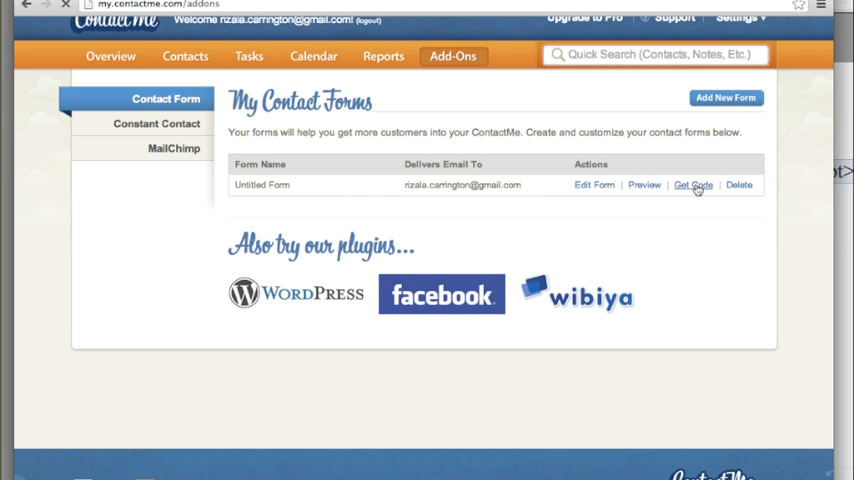 my.contactme.com/addons
ContactMe Welcome rizala.carrington@gmail.com! (logout) Upgrade to Pro Support Settings
Overview Contacts Tasks Calendar Reports Add-Ons Quick Search (Contacts, Notes, Etc.)
Contact Form
Constant Contact
MailChimp
My Contact Forms
Add New Form
Your forms will help you get more customers into your ContactMe. Create and customize your contact forms below.
Form Name Delivers Email To Actions
Untitled Form rizala.carrington@gmail.com Edit Form | Preview | Get Code | Delete
Also try our plugins...
WORDPRESS facebook wibiya
ot>
ContactMe